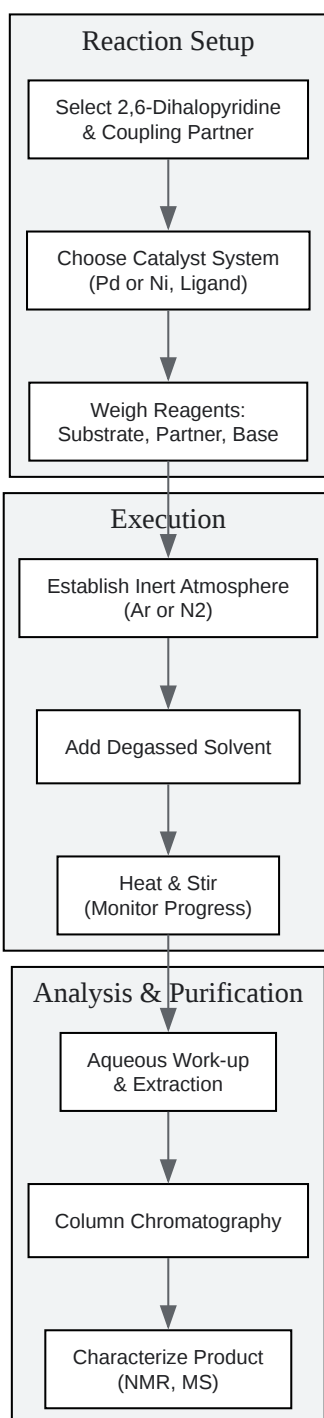 Reaction Setup
Select 2,6-Dihalopyridine
& Coupling Partner
Choose Catalyst System
(Pd or Ni, Ligand)
Weigh Reagents:
Substrate, Partner, Base
Execution
Establish Inert Atmosphere
(Ar or N2)
Add Degassed Solvent
Heat & Stir
(Monitor Progress)
Analysis & Purification
Aqueous Work-up
& Extraction
Column Chromatography
Characterize Product
(NMR, MS)